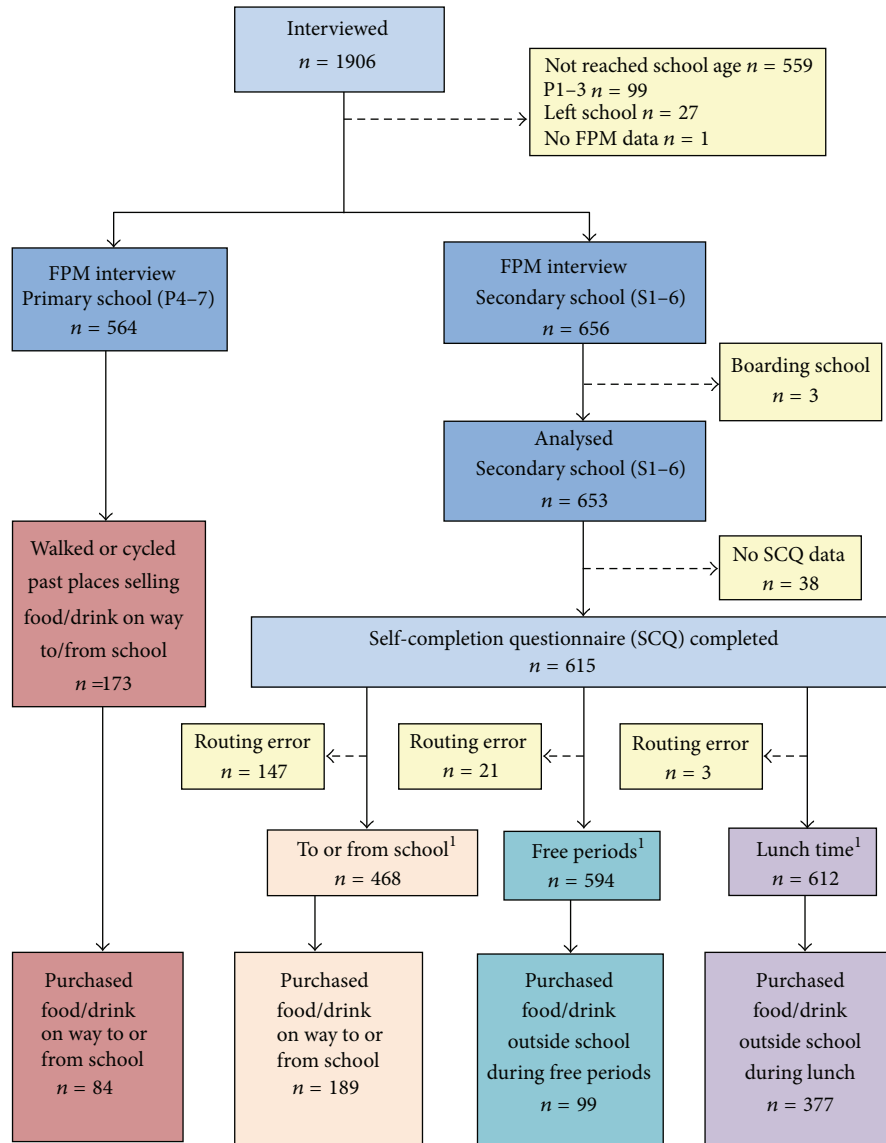 Interviewed
n = 1906
Not reached school age n = 559
P1–3 n = 99
Left school n = 27
No FPM data n = 1
FPM interview
Primary school (P4–7)
n = 564
FPM interview
Secondary school (S1–6)
n = 656
Boarding school
n = 3
Analysed
Secondary school (S1–6)
n = 653
Walked or cycled
past places selling
food/drink on way
to/from school
n =173
No SCQ data
n = 38
Self-completion questionnaire (SCQ) completed
n = 615
Routing error
n = 147
Routing error
n = 21
Routing error
n = 3
To or from school¹
n = 468
Free periods¹
n = 594
Lunch time¹
n = 612
Purchased
food/drink
on way to or
from school
n = 84
Purchased
food/drink
on way to or
from school
n = 189
Purchased
food/drink
outside school
during free periods
n = 99
Purchased
food/drink
outside school
during lunch
n = 377